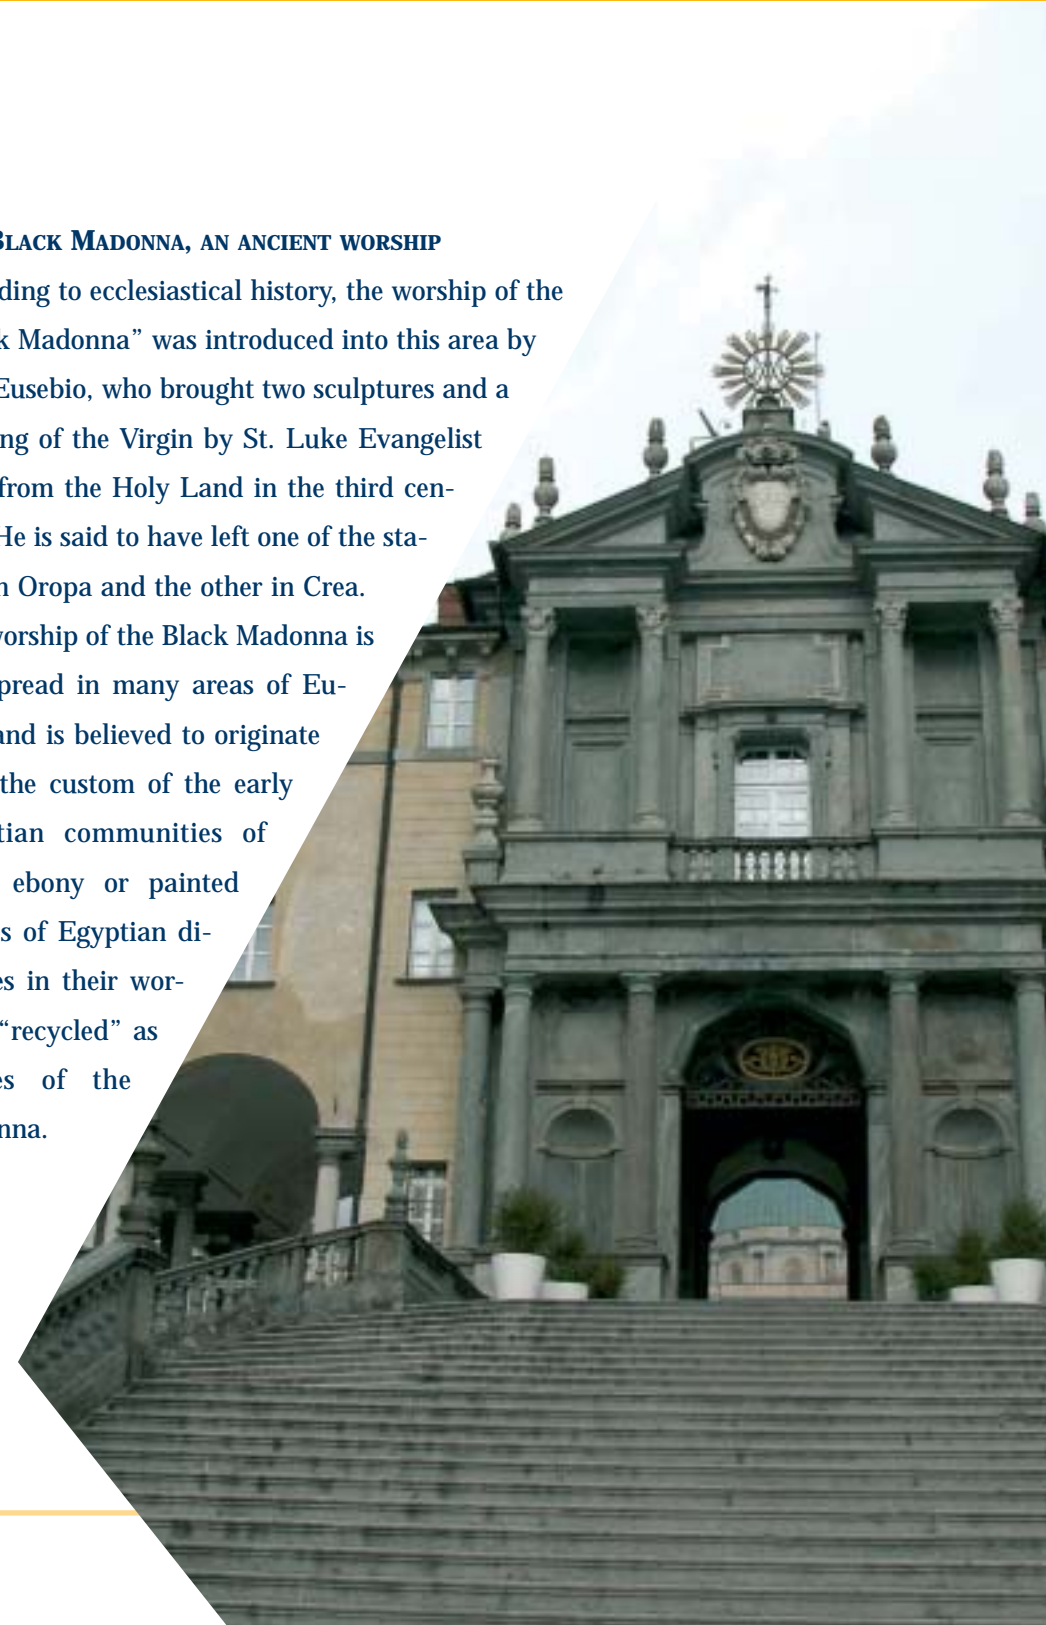 BLACK MADONNA, AN ANCIENT WORSHIP
ding to ecclesiastical history, the worship of the
k Madonna” was introduced into this area by
Eusebio, who brought two sculptures and a
ng of the Virgin by St. Luke Evangelist
from the Holy Land in the third cen-
He is said to have left one of the sta-
n Oropa and the other in Crea.
vorship of the Black Madonna is
pread in many areas of Eu-
and is believed to originate
the custom of the early
tian communities of
ebony or painted
s of Egyptian di-
es in their wor-
“recycled” as
es of the
nna.